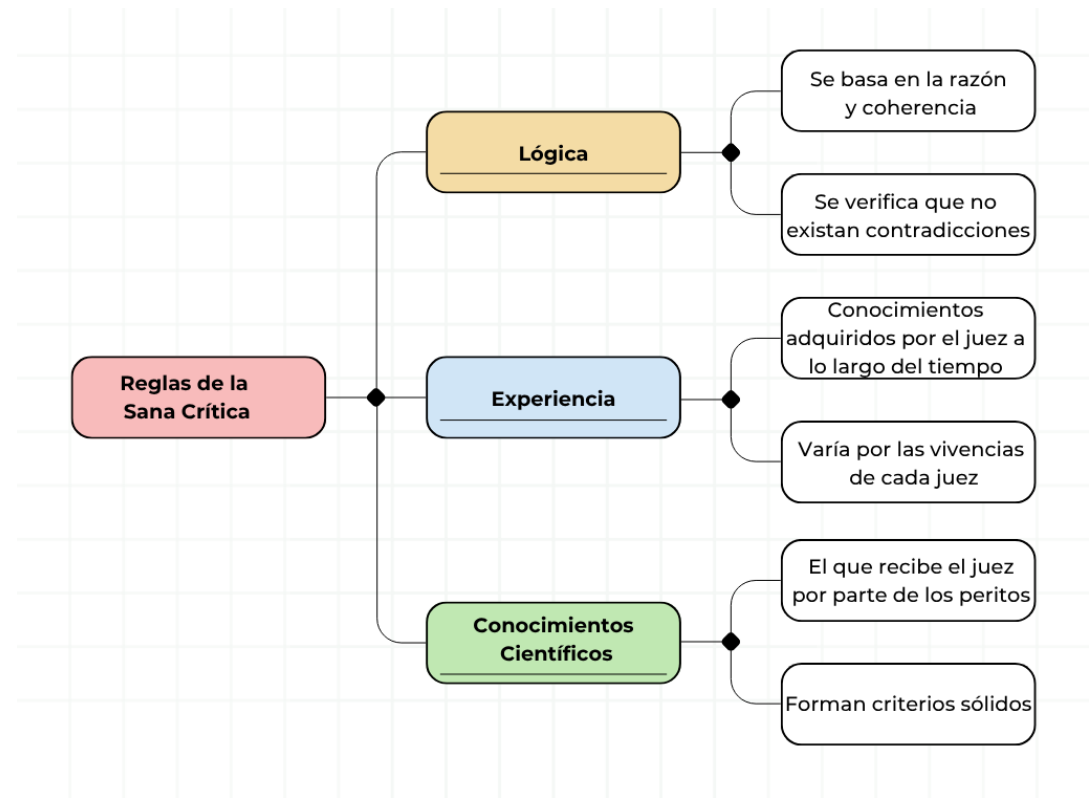 Reglas de la
Sana Crítica
Lógica
Se basa en la razón
y coherencia
Se verifica que no
existan contradicciones
Experiencia
Conocimientos
adquiridos por el juez a
lo largo del tiempo
Varía por las vivencias
de cada juez
Conocimientos
Científicos
El que recibe el juez
por parte de los peritos
Forman criterios sólidos